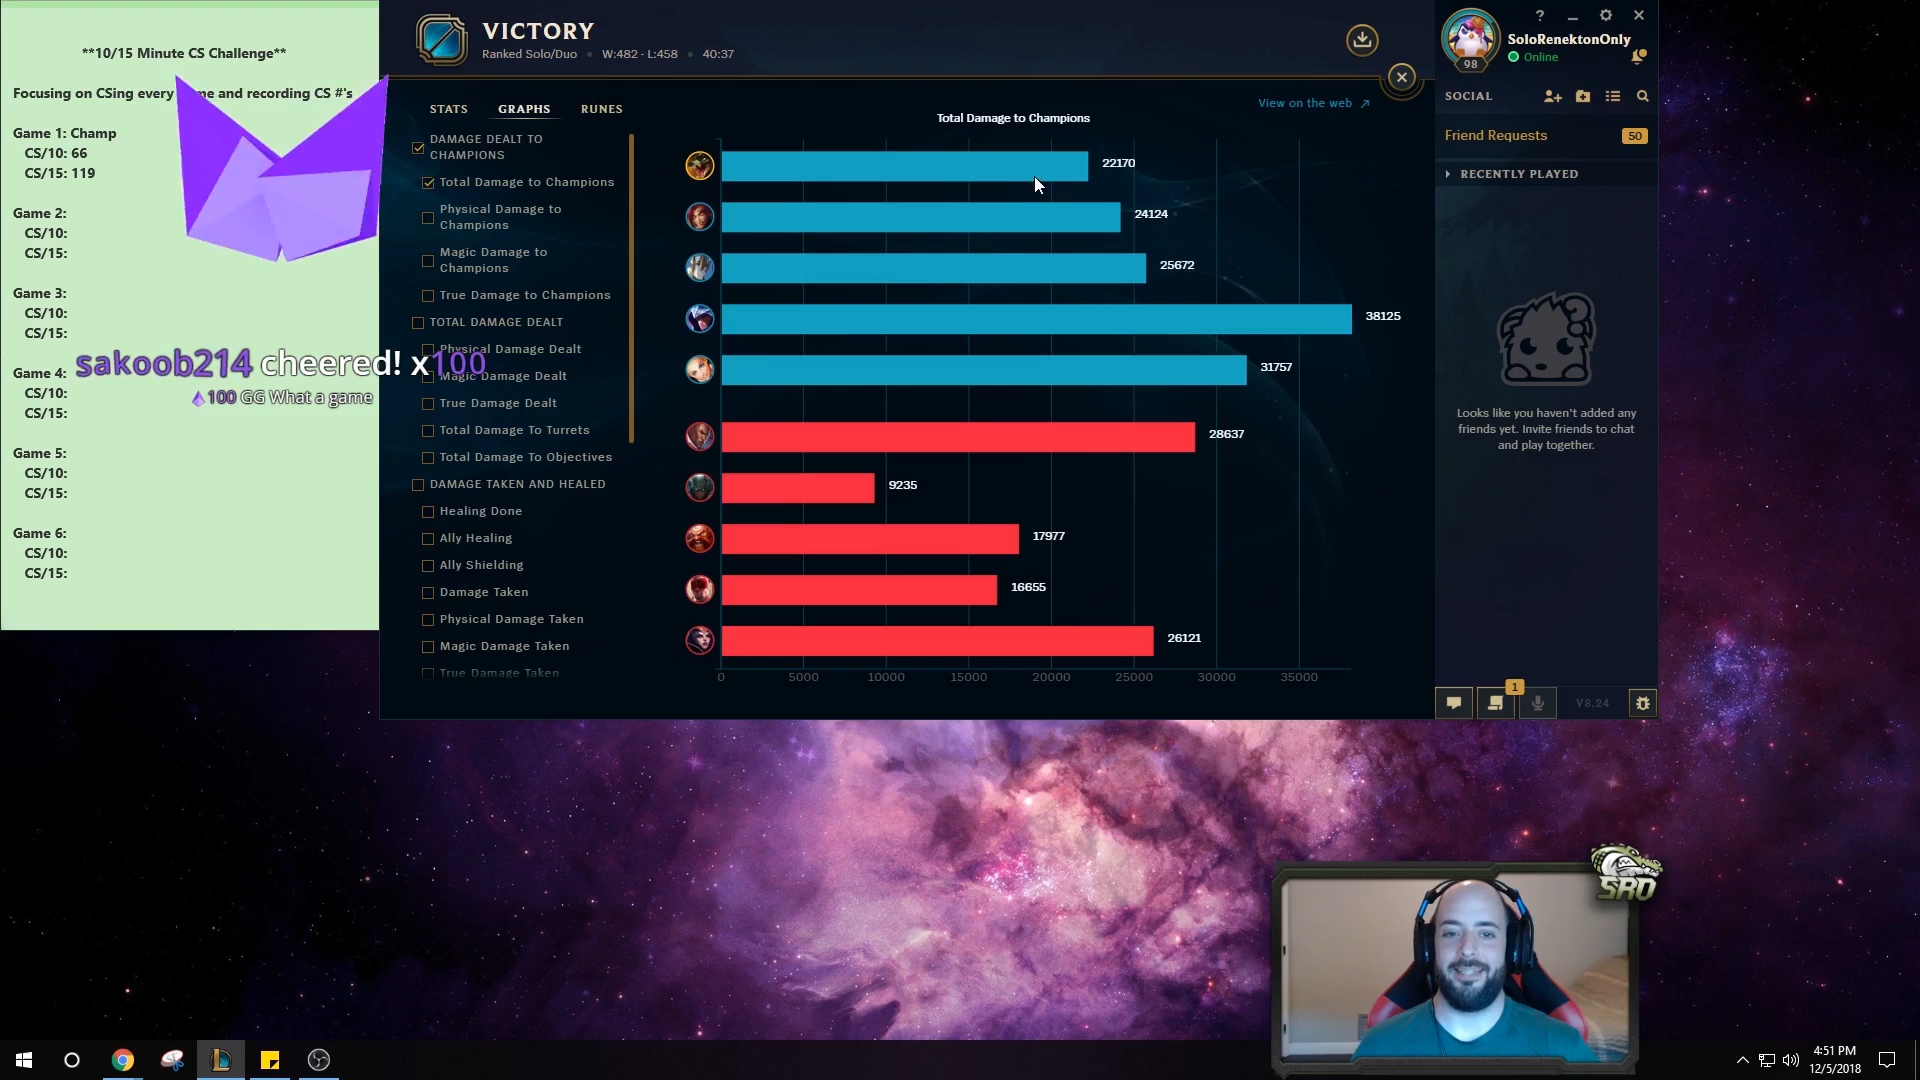 **10/15 Minute CS Challenge**
Focusing on CSing every me and recording CS #'s
Game 1: Champ
CS/10: 66
CS/15: 119
Game 2:
CS/10:
CS/15:
Game 3:
CS/10:
CS/15:
Game 4:
CS/10:
CS/15:
Game 5:
CS/10:
CS/15:
Game 6:
CS/10:
CS/15:
sakoob214 cheered! x100
100 GG What a game
VICTORY
Ranked Solo/Duo • W:482 - L:458 • 40:37
STATS
GRAPHS
RUNES
View on the web
DAMAGE DEALT TO
CHAMPIONS
Total Damage to Champions
Physical Damage to
Champions
Magic Damage to
Champions
True Damage to Champions
TOTAL DAMAGE DEALT
Physical Damage Dealt
Magic Damage Dealt
True Damage Dealt
Total Damage To Turrets
Total Damage To Objectives
DAMAGE TAKEN AND HEALED
Healing Done
Ally Healing
Ally Shielding
Damage Taken
Physical Damage Taken
Magic Damage Taken
True Damage Taken
Total Damage to Champions
22170
24124
25672
38125
31757
28637
9235
17977
16655
26121
0 5000 10000 15000 20000 25000 30000 35000
?
98
SoloRenektonOnly
Online
SOCIAL
Friend Requests
50
RECENTLY PLAYED
Looks like you haven't added any
friends yet. Invite friends to chat
and play together.
1
V8.24
SRO
4:51 PM
12/5/2018